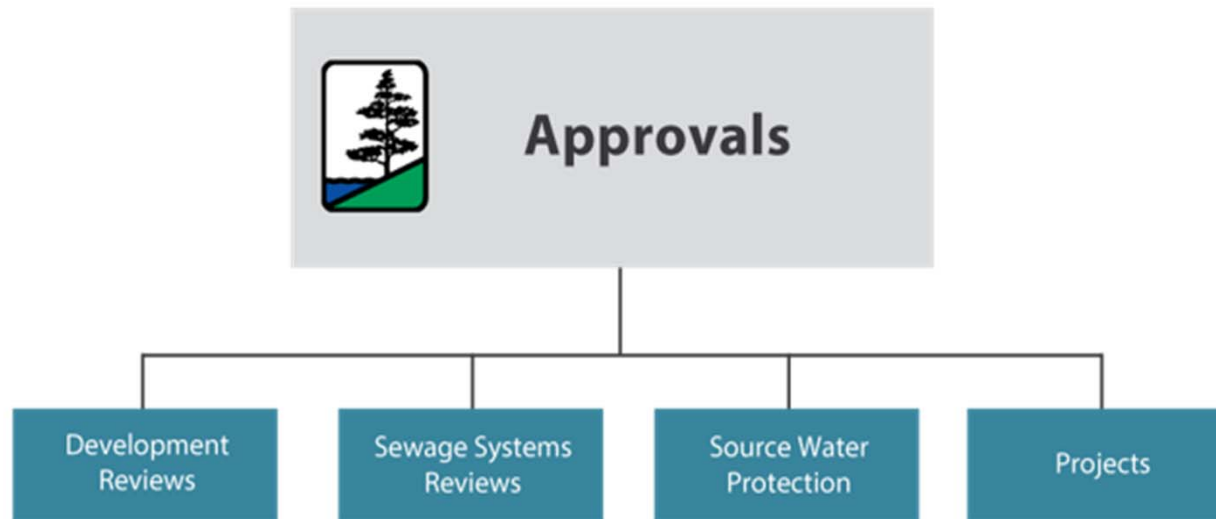 Approvals
Development
Reviews
Sewage Systems
Reviews
Source Water
Protection
Projects